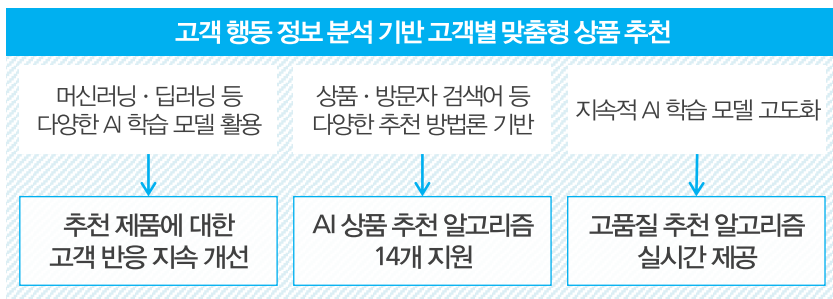 고객 행동 정보 분석 기반 고객별 맞춤형 상품 추천
머신러닝 · 딥러닝 등
다양한 AI 학습 모델 활용
추천 제품에 대한
고객 반응 지속 개선
상품 · 방문자 검색어 등
다양한 추천 방법론 기반
AI 상품 추천 알고리즘
14개 지원
지속적 AI 학습 모델 고도화
고품질 추천 알고리즘
실시간 제공